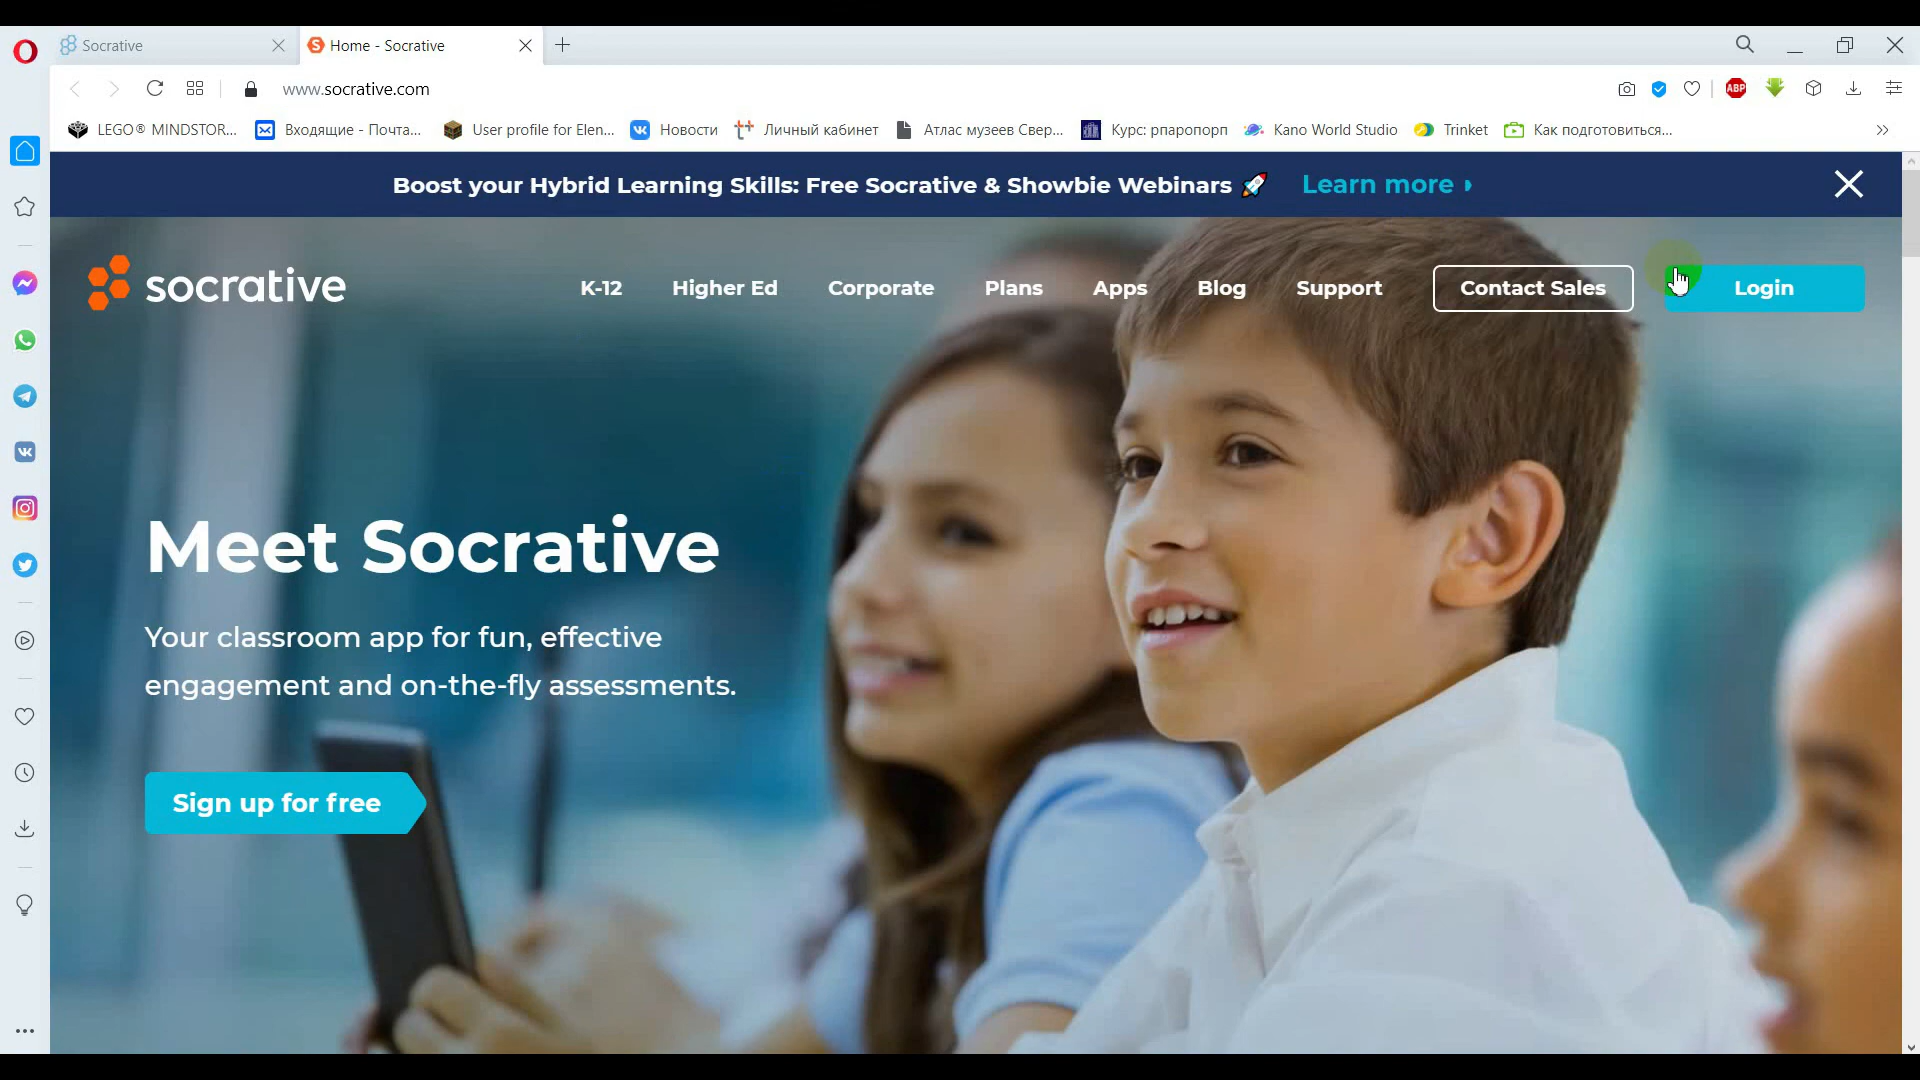 Socrative
Home - Socrative
www.socrative.com
ABP
LEGO® MINDSTOR...
Входящие - Почта...
User profile for Elen...
Новости
Личный кабинет
Атлас музеев Свер...
Курс: рпаропорп
Kano World Studio
Trinket
Как подготовиться...
Boost your Hybrid Learning Skills: Free Socrative & Showbie Webinars 🚀 Learn more
socrative
K-12
Higher Ed
Corporate
Plans
Apps
Blog
Support
Contact Sales
Login
Meet Socrative
Your classroom app for fun, effective
engagement and on-the-fly assessments.
Sign up for free